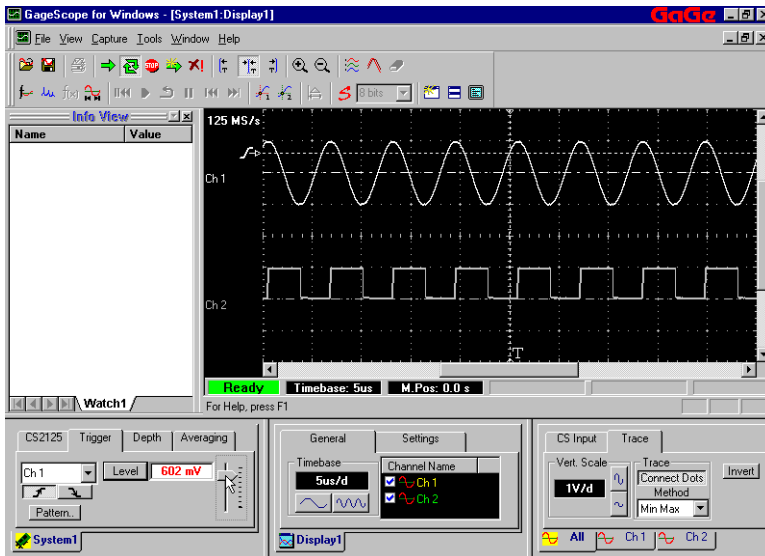 GageScope for Windows - [System1:Display1] GaGe
File View Capture Tools Window Help
f(x) 1 2 8 bits
Info View
Name Value
125 MS/s
Ch 1
Ch 2
T
Ready Timebase: 5us M.Pos: 0.0 s
Watch1
For Help, press F1
CS2125 Trigger Depth Averaging
Ch 1 Level 602 mV
Pattern..
System1
General Settings
Timebase
5us/d
Channel Name
Ch 1
Ch 2
Display1
CS Input Trace
Vert. Scale
1V/d
Trace
Connect Dots
Method
Min Max
Invert
All Ch 1 Ch 2